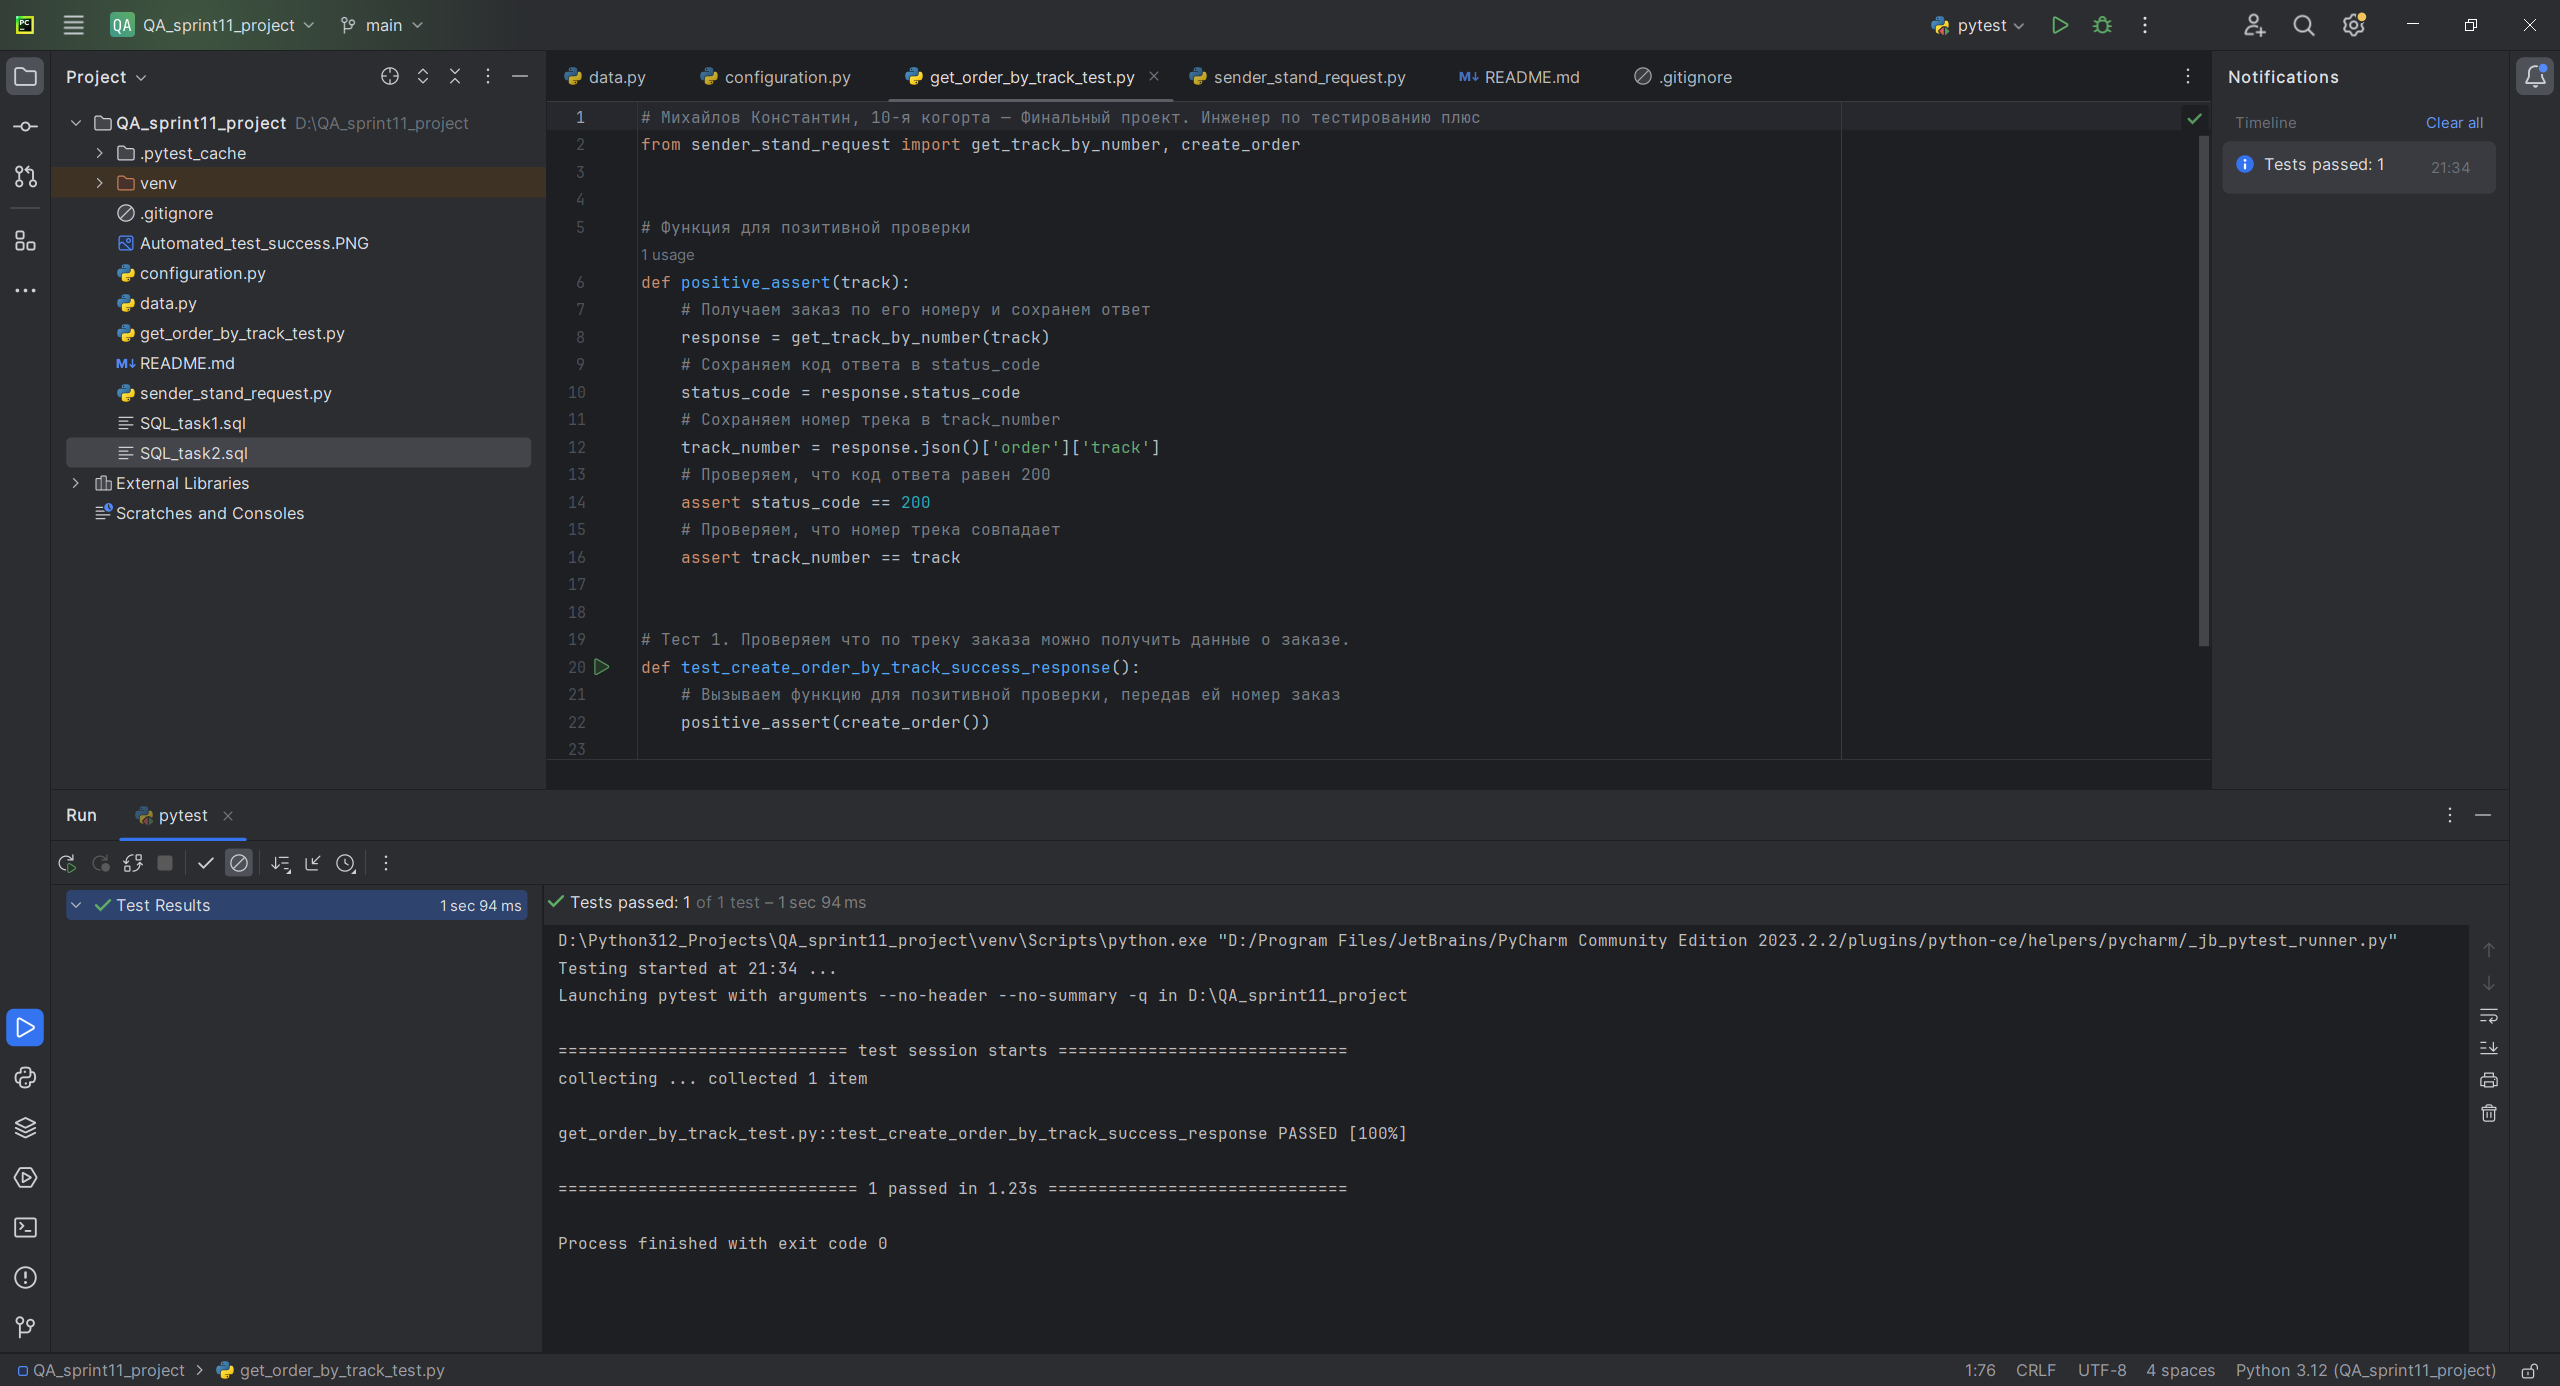 QA QA_sprint11_project main pytest
Project
QA_sprint11_project D:\QA_sprint11_project
.pytest_cache
venv
.gitignore
Automated_test_success.PNG
configuration.py
data.py
get_order_by_track_test.py
README.md
sender_stand_request.py
SQL_task1.sql
SQL_task2.sql
External Libraries
Scratches and Consoles
data.py configuration.py get_order_by_track_test.py sender_stand_request.py README.md .gitignore
1 # Михайлов Константин, 10-я когорта — Финальный проект. Инженер по тестированию плюс
2 from sender_stand_request import get_track_by_number, create_order
3
4
5 # Функция для позитивной проверки
1 usage
6 def positive_assert(track):
7 # Получаем заказ по его номеру и сохранем ответ
8 response = get_track_by_number(track)
9 # Сохраняем код ответа в status_code
10 status_code = response.status_code
11 # Сохраняем номер трека в track_number
12 track_number = response.json()['order']['track']
13 # Проверяем, что код ответа равен 200
14 assert status_code == 200
15 # Проверяем, что номер трека совпадает
16 assert track_number == track
17
18
19 # Тест 1. Проверяем что по треку заказа можно получить данные о заказе.
20 def test_create_order_by_track_success_response():
21 # Вызываем функцию для позитивной проверки, передав ей номер заказ
22 positive_assert(create_order())
23
Notifications
Timeline Clear all
Tests passed: 1 21:34
Run pytest
Test Results 1 sec 94 ms
Tests passed: 1 of 1 test – 1 sec 94 ms
D:\Python312_Projects\QA_sprint11_project\venv\Scripts\python.exe "D:/Program Files/JetBrains/PyCharm Community Edition 2023.2.2/plugins/python-ce/helpers/pycharm/_jb_pytest_runner.py"
Testing started at 21:34 ...
Launching pytest with arguments --no-header --no-summary -q in D:\QA_sprint11_project
============================= test session starts =============================
collecting ... collected 1 item
get_order_by_track_test.py::test_create_order_by_track_success_response PASSED [100%]
============================== 1 passed in 1.23s ==============================
Process finished with exit code 0
QA_sprint11_project > get_order_by_track_test.py
1:76 CRLF UTF-8 4 spaces Python 3.12 (QA_sprint11_project)